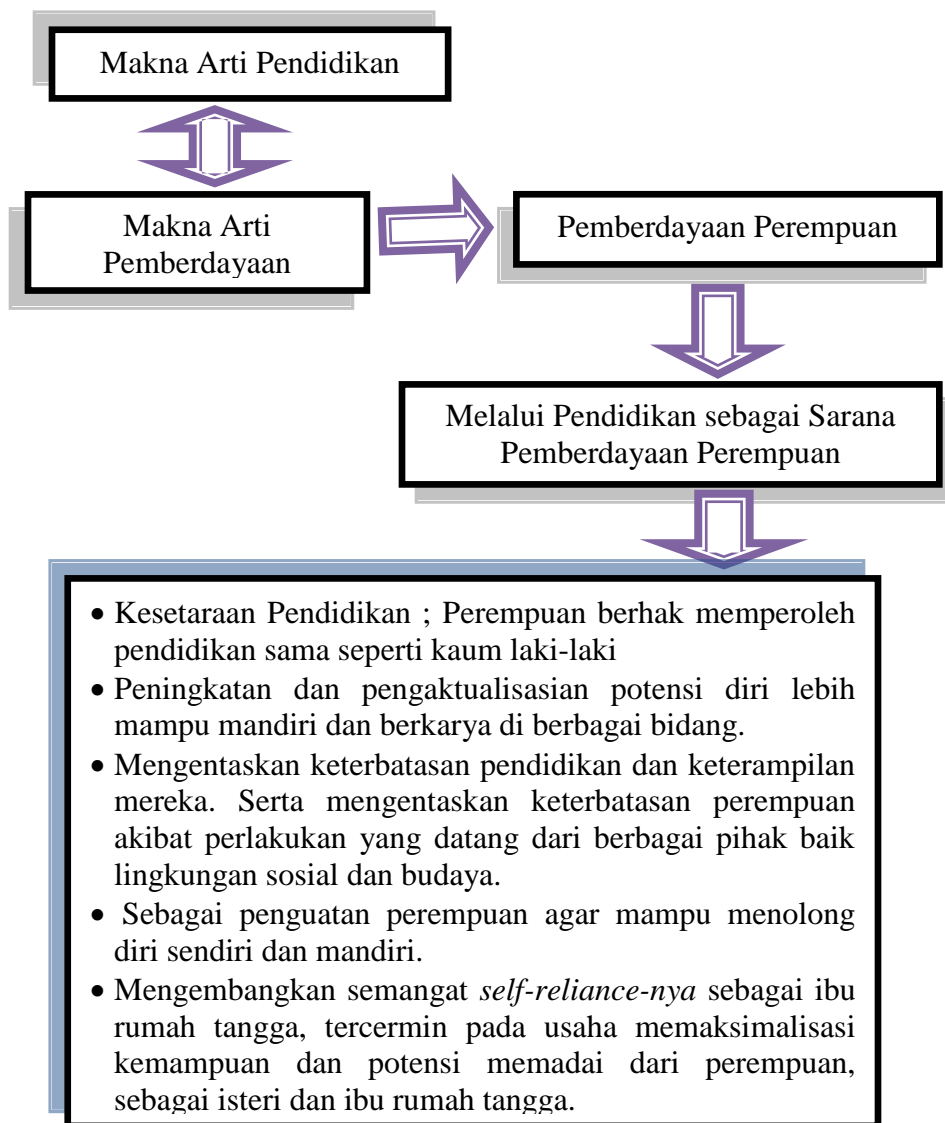 Makna Arti Pendidikan
Makna Arti
Pemberdayaan
Pemberdayaan Perempuan
Melalui Pendidikan sebagai Sarana
Pemberdayaan Perempuan
• Kesetaraan Pendidikan ; Perempuan berhak memperoleh
pendidikan sama seperti kaum laki-laki
• Peningkatan dan pengaktualisasian potensi diri lebih
mampu mandiri dan berkarya di berbagai bidang.
• Mengentaskan keterbatasan pendidikan dan keterampilan
mereka. Serta mengentaskan keterbatasan perempuan
akibat perlakukan yang datang dari berbagai pihak baik
lingkungan sosial dan budaya.
• Sebagai penguatan perempuan agar mampu menolong
diri sendiri dan mandiri.
• Mengembangkan semangat self-reliance-nya sebagai ibu
rumah tangga, tercermin pada usaha memaksimalisasi
kemampuan dan potensi memadai dari perempuan,
sebagai isteri dan ibu rumah tangga.